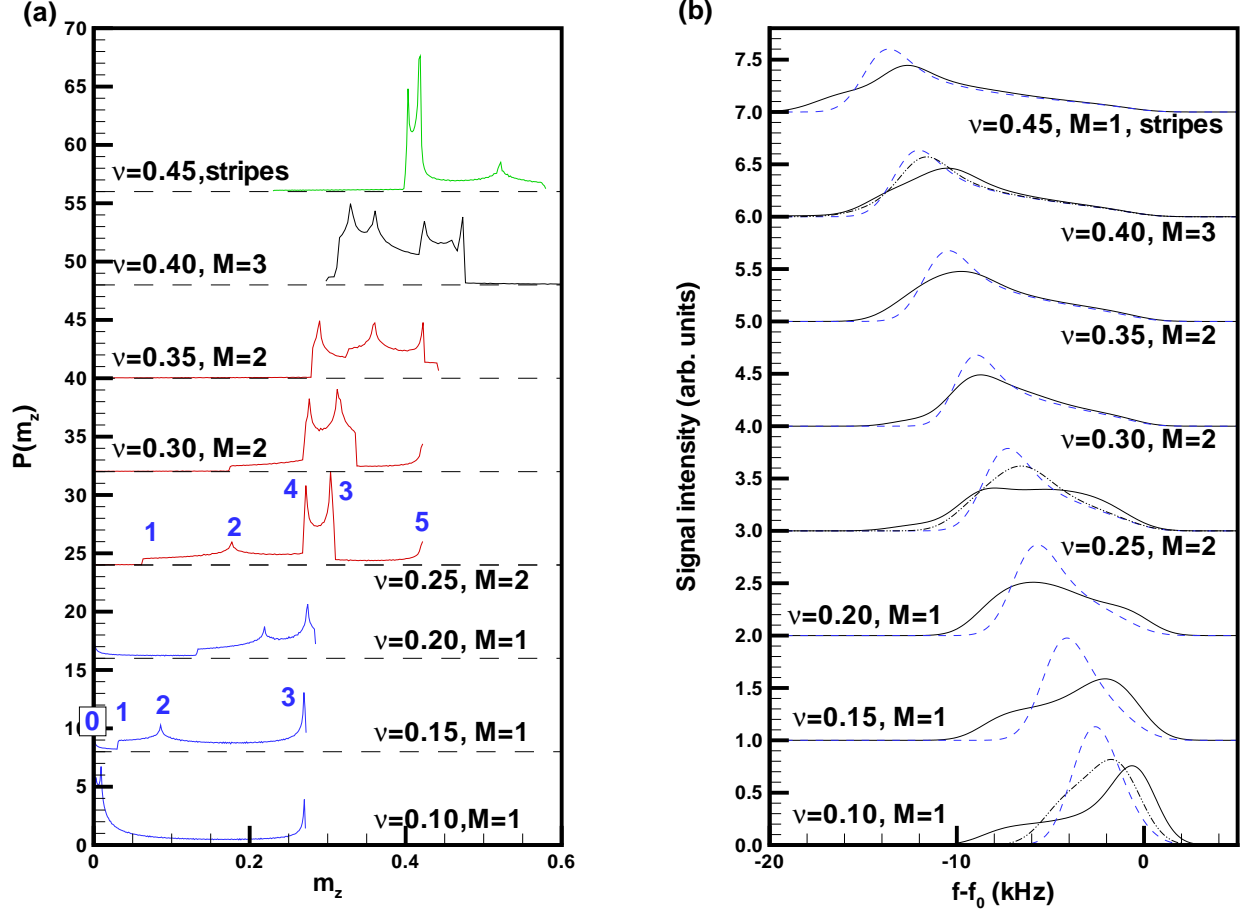 (a)
70
65
60
55
50
45
40
35
30
25
20
15
10
5
0
P(m_z)
ν=0.45,stripes
ν=0.40, M=3
ν=0.35, M=2
ν=0.30, M=2
4 3
1 2 5
ν=0.25, M=2
ν=0.20, M=1
0 1 2 3
ν=0.15, M=1
ν=0.10,M=1
0 0.2 0.4 0.6
m_z
(b)
7.5
7.0
6.5
6.0
5.5
5.0
4.5
4.0
3.5
3.0
2.5
2.0
1.5
1.0
0.5
0.0
Signal intensity (arb. units)
ν=0.45, M=1, stripes
ν=0.40, M=3
ν=0.35, M=2
ν=0.30, M=2
ν=0.25, M=2
ν=0.20, M=1
ν=0.15, M=1
ν=0.10, M=1
-20 -10 0
f-f_0 (kHz)